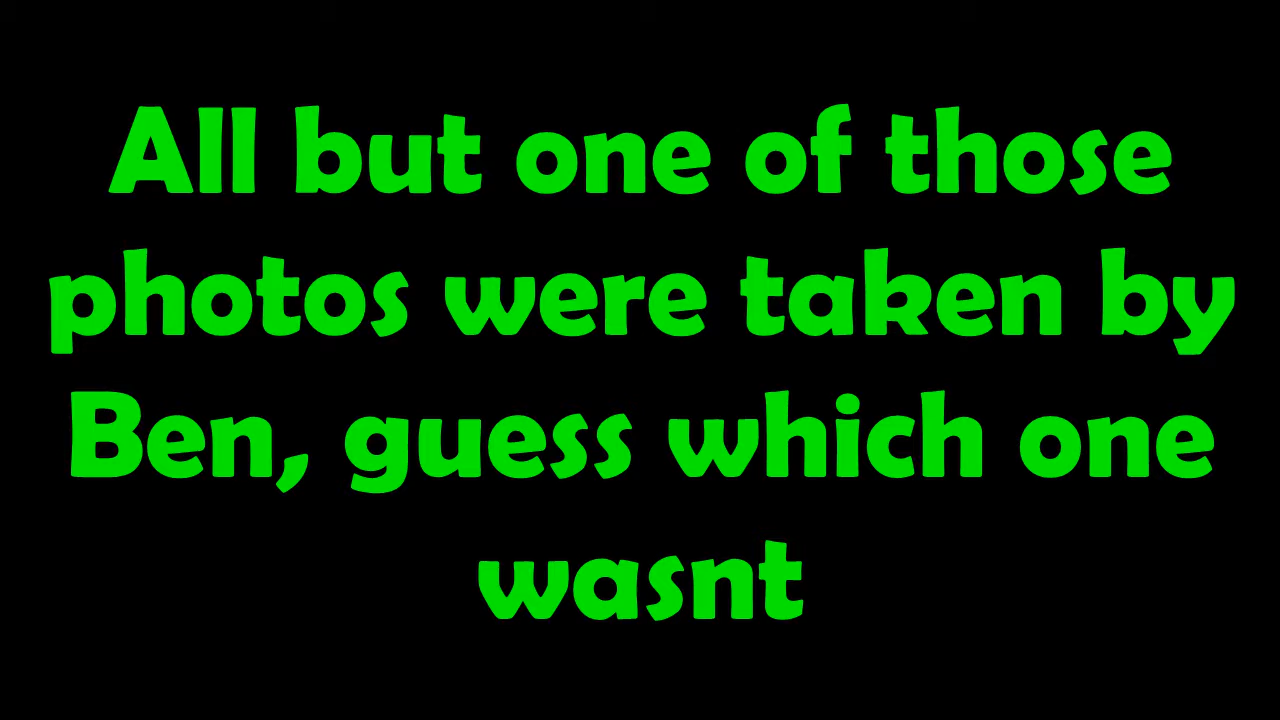 All but one of those
photos were taken by
Ben, guess which one
wasnt